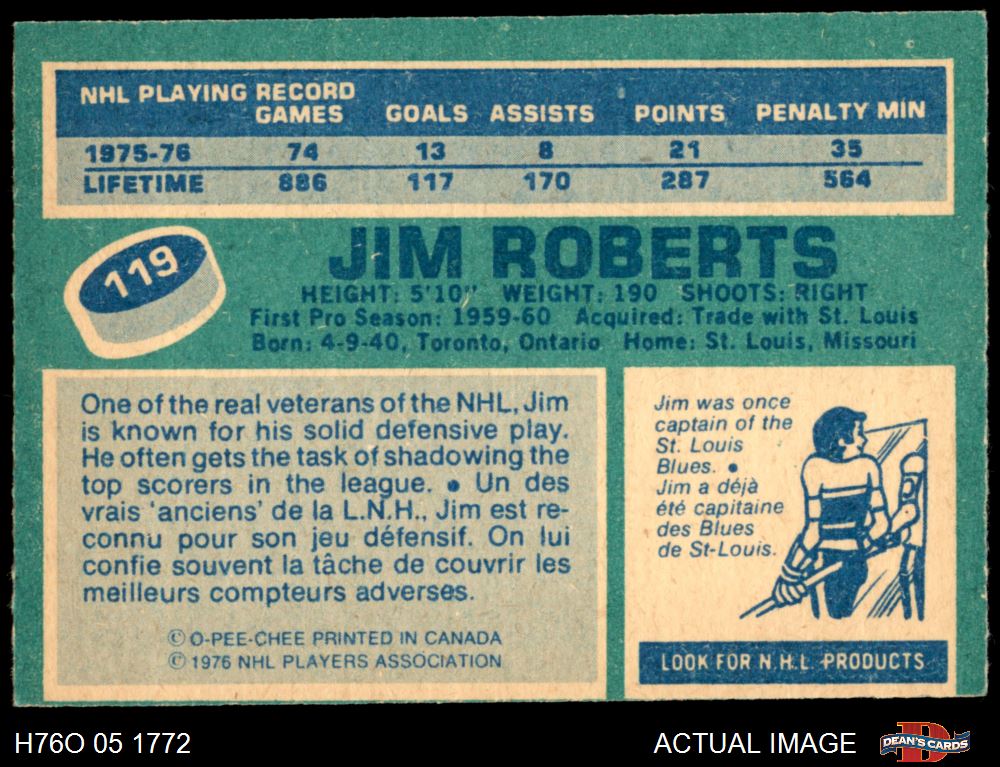 NHL PLAYING RECORD
GAMES GOALS ASSISTS POINTS PENALTY MIN
1975-76 74 13 8 21 35
LIFETIME 886 117 170 287 564
119
JIM ROBERTS
HEIGHT: 5'10" WEIGHT: 190 SHOOTS: RIGHT
First Pro Season: 1959-60 Acquired: Trade with St. Louis
Born: 4-9-40, Toronto, Ontario Home: St. Louis, Missouri
One of the real veterans of the NHL, Jim
is known for his solid defensive play.
He often gets the task of shadowing the
top scorers in the league. • Un des
vrais 'anciens' de la L.N.H., Jim est re-
connu pour son jeu défensif. On lui
confie souvent la tâche de couvrir les
meilleurs compteurs adverses.
© O-PEE-CHEE PRINTED IN CANADA
© 1976 NHL PLAYERS ASSOCIATION
Jim was once
captain of the
St. Louis
Blues. •
Jim a déjà
été capitaine
des Blues
de St-Louis.
LOOK FOR N.H.L. PRODUCTS
H76O 05 1772
ACTUAL IMAGE
D
DEAN'S CARDS